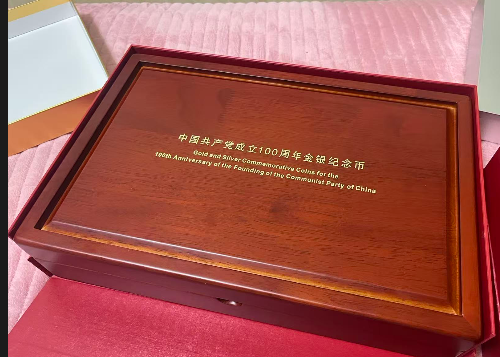 中国共产党成立100周年金银纪念币
Gold and Silver Commemorative Coins for the
100th Anniversary of the Founding of the Communist Party of China